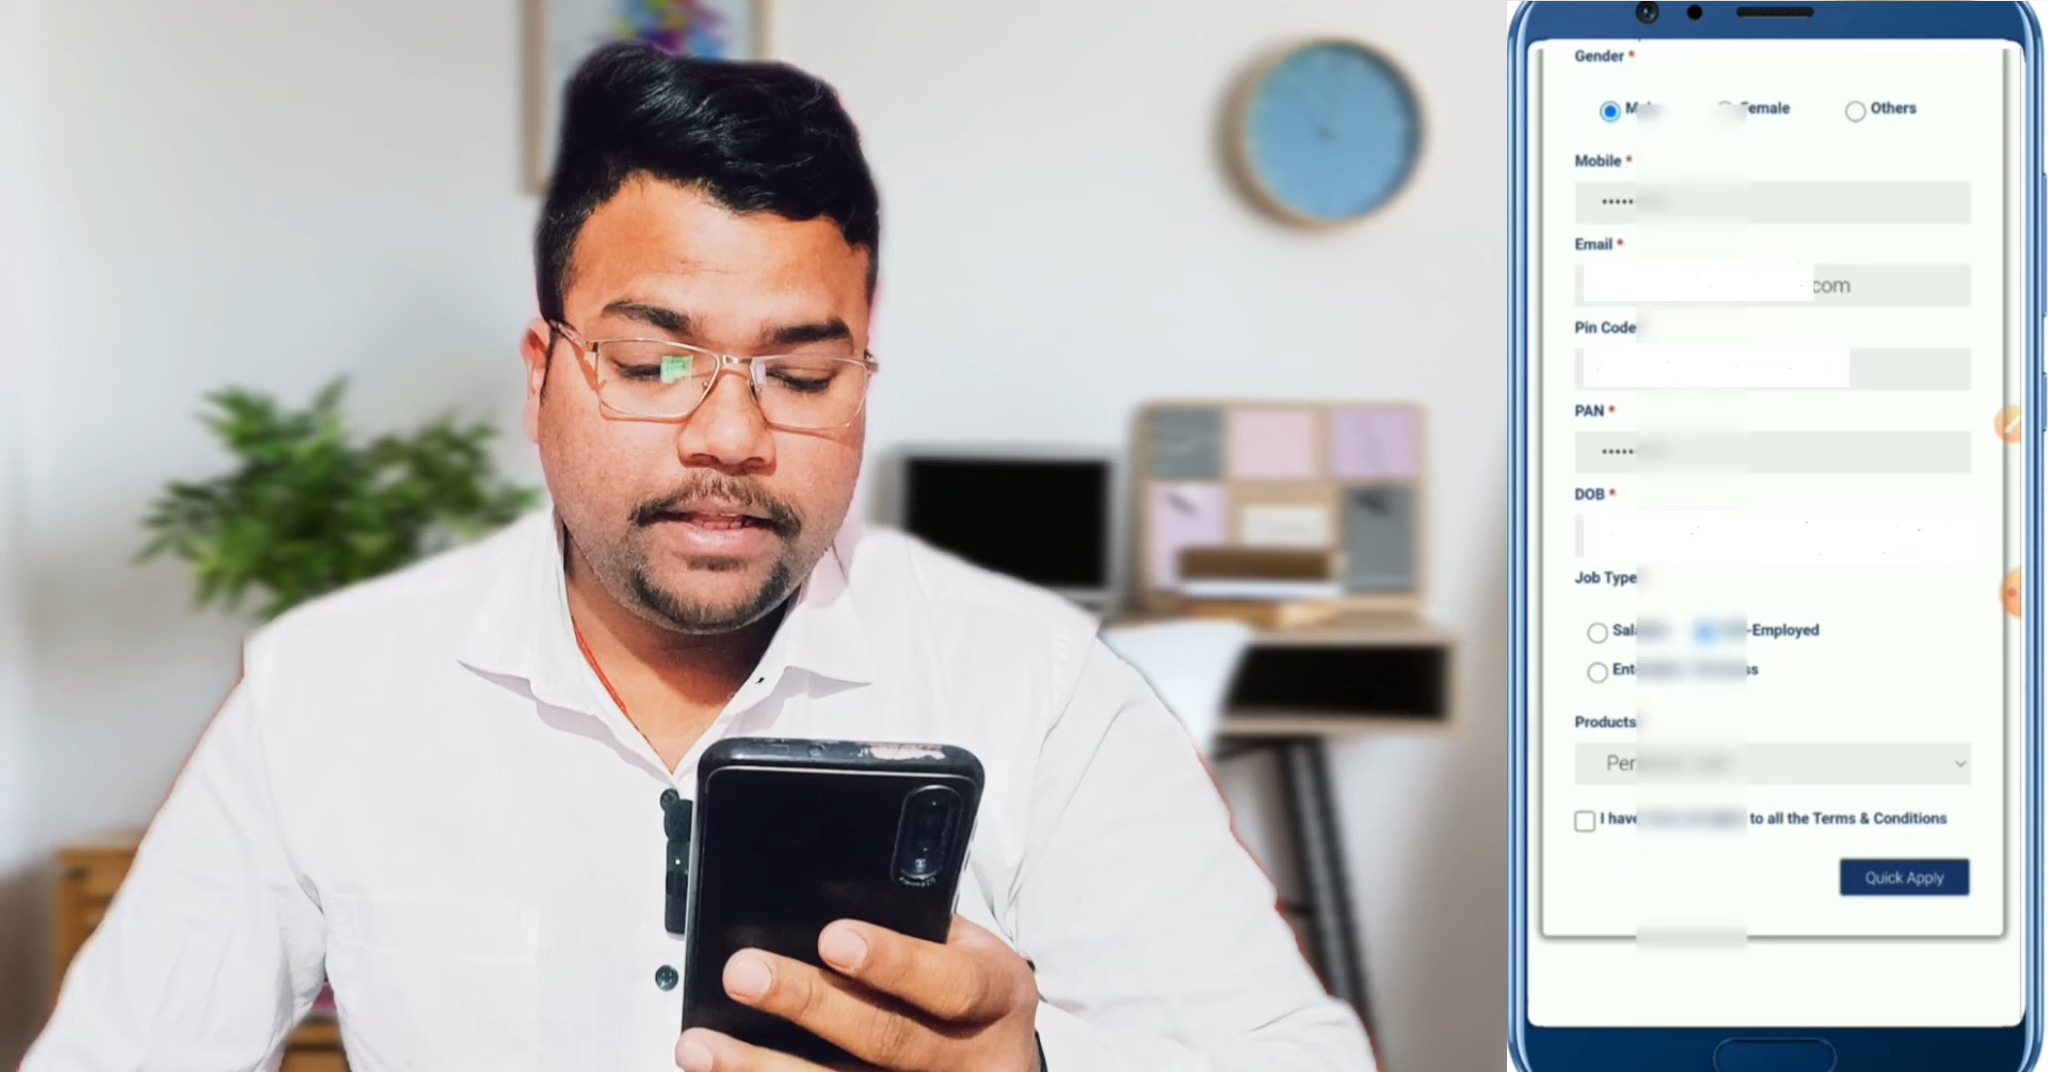 Gender *
Female
Others
Mobile *
•••••
Email *
com
Pin Code
PAN *
•••••
DOB *
Job Type
-Employed
Products
I have
to all the Terms & Conditions
Quick Apply